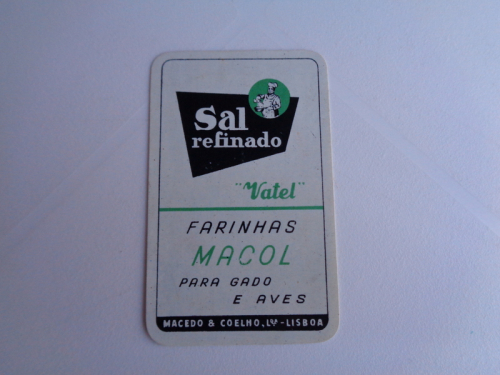 Sal
refinado
"Vatel"
FARINHAS
MACOL
PARA GADO
E AVES
MACEDO & COELHO, Lᴰᴬ - LISBOA